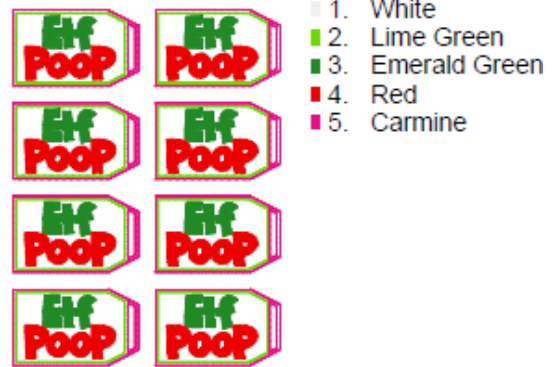 Elf Elf
POOP POOP
Elf Elf
POOP POOP
Elf Elf
POOP POOP
Elf Elf
POOP POOP
1. White
2. Lime Green
3. Emerald Green
4. Red
5. Carmine